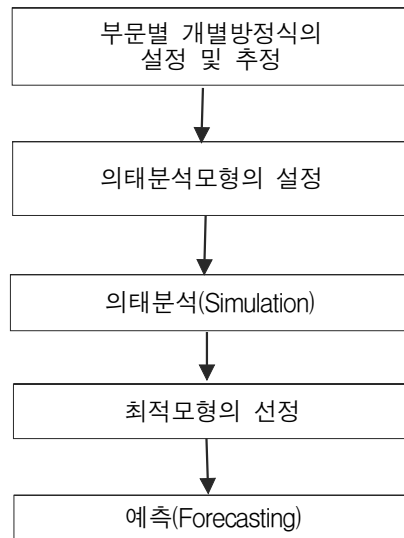 부문별 개별방정식의
설정 및 추정
의태분석모형의 설정
의태분석(Simulation)
최적모형의 선정
예측(Forecasting)